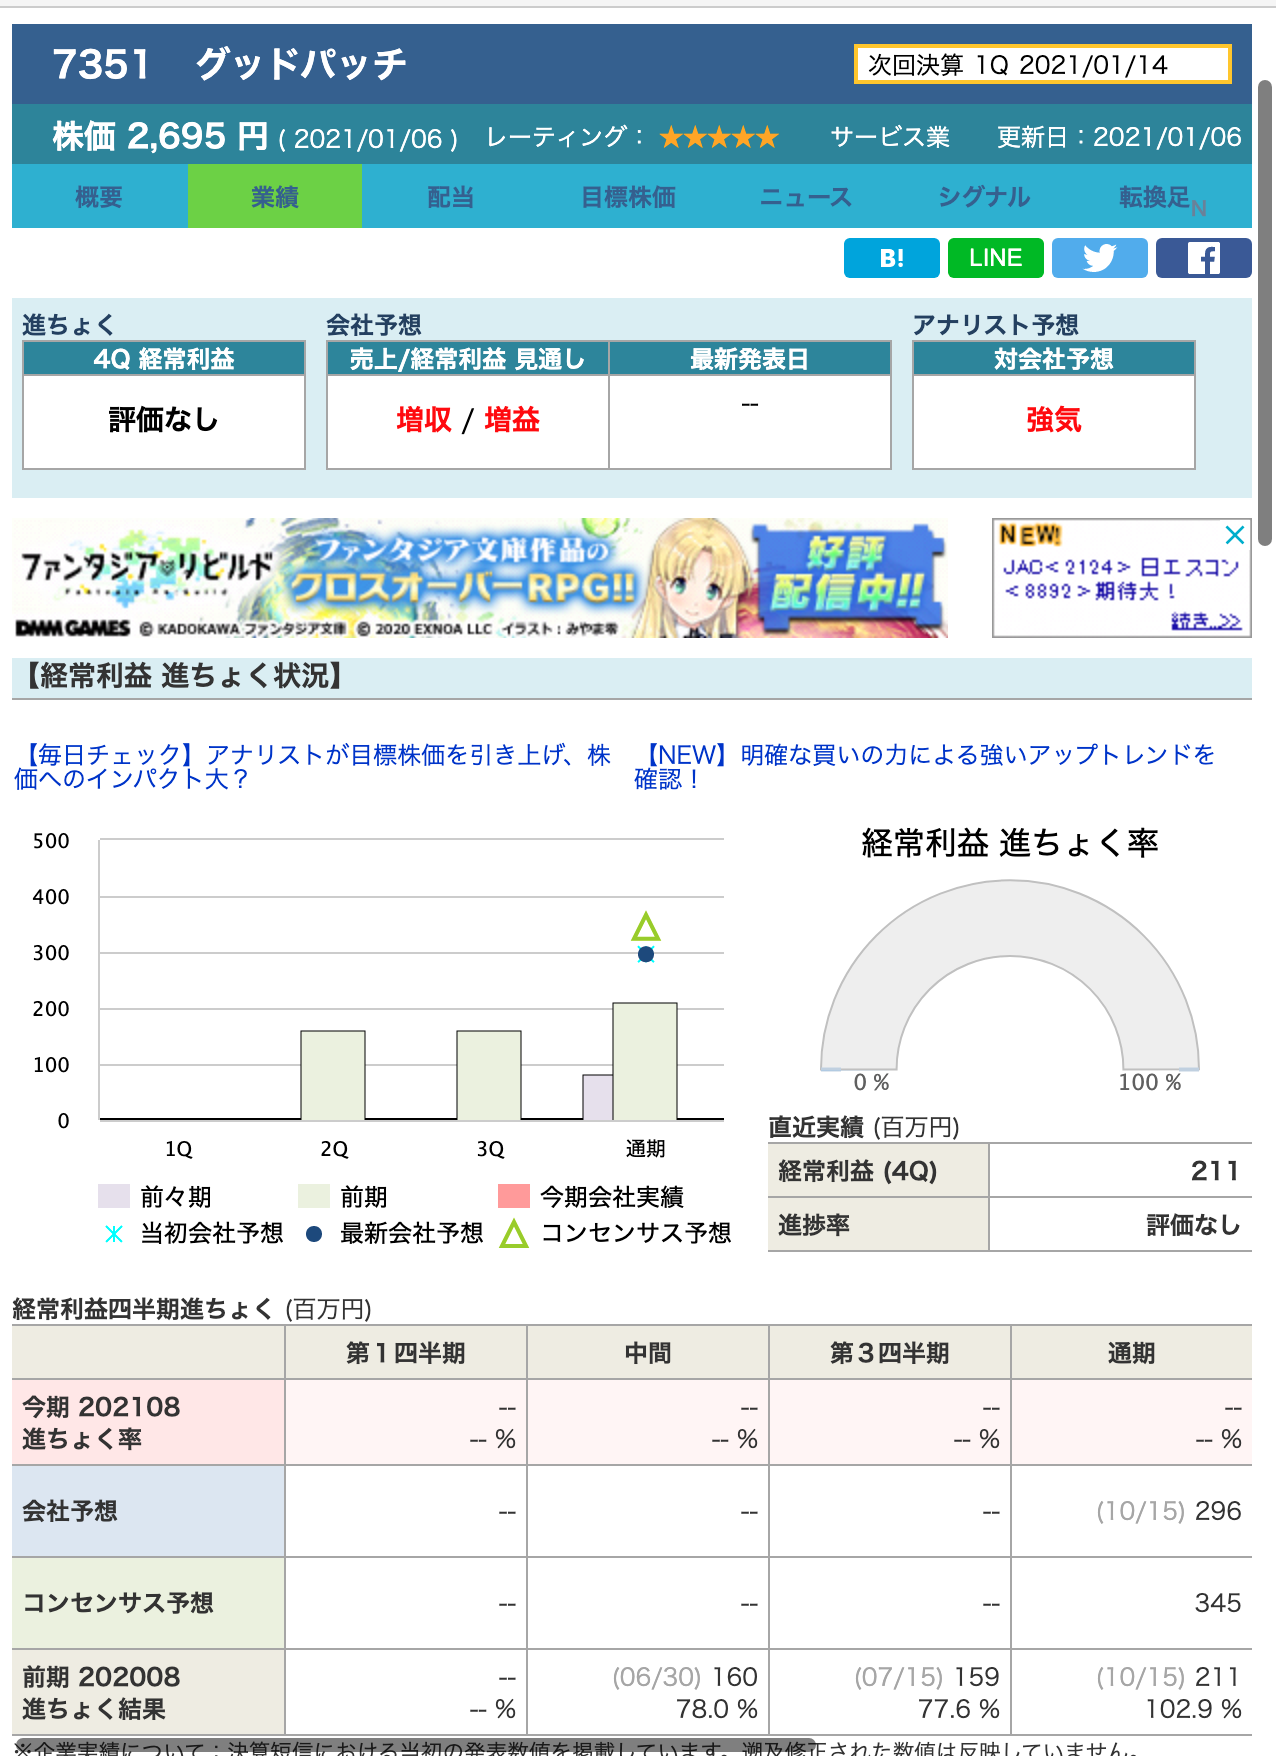 7351 グッドパッチ
次回決算 1Q 2021/01/14
株価 2,695 円 ( 2021/01/06 ) レーティング： ★★★★★ サービス業 更新日：2021/01/06
概要 業績 配当 目標株価 ニュース シグナル 転換足 N
B! LINE
進ちょく 会社予想 アナリスト予想
4Q 経常利益 売上/経常利益 見通し 最新発表日 対会社予想
評価なし 増収 / 増益 -- 強気
ファンタジア・リビルド
ファンタジア文庫作品の
クロスオーバーRPG!!
好評
配信中!!
DMM GAMES © KADOKAWA ファンタジア文庫 © 2020 EXNOA LLC イラスト：みやま零
NEW!
JAC<2124> 日エスコン
<8892>期待大！
続き..>>
【経常利益 進ちょく状況】
【毎日チェック】アナリストが目標株価を引き上げ、株
価へのインパクト大？
【NEW】明確な買いの力による強いアップトレンドを
確認！
500
400
300
200
100
0
1Q 2Q 3Q 通期
前々期 前期 今期会社実績
当初会社予想 最新会社予想 コンセンサス予想
経常利益 進ちょく率
0 % 100 %
直近実績 (百万円)
経常利益 (4Q) 211
進捗率 評価なし
経常利益四半期進ちょく (百万円)
第１四半期 中間 第３四半期 通期
今期 202108 -- -- -- --
進ちょく率 -- % -- % -- % -- %
会社予想 -- -- -- (10/15) 296
コンセンサス予想 -- -- -- 345
前期 202008 -- (06/30) 160 (07/15) 159 (10/15) 211
進ちょく結果 -- % 78.0 % 77.6 % 102.9 %
※企業実績について：決算短信における当初の発表数値を掲載しています。遡及修正された数値は反映していません。